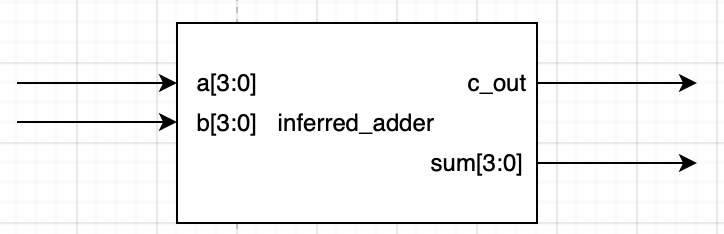 a[3:0]
c_out
b[3:0]
inferred_adder
sum[3:0]